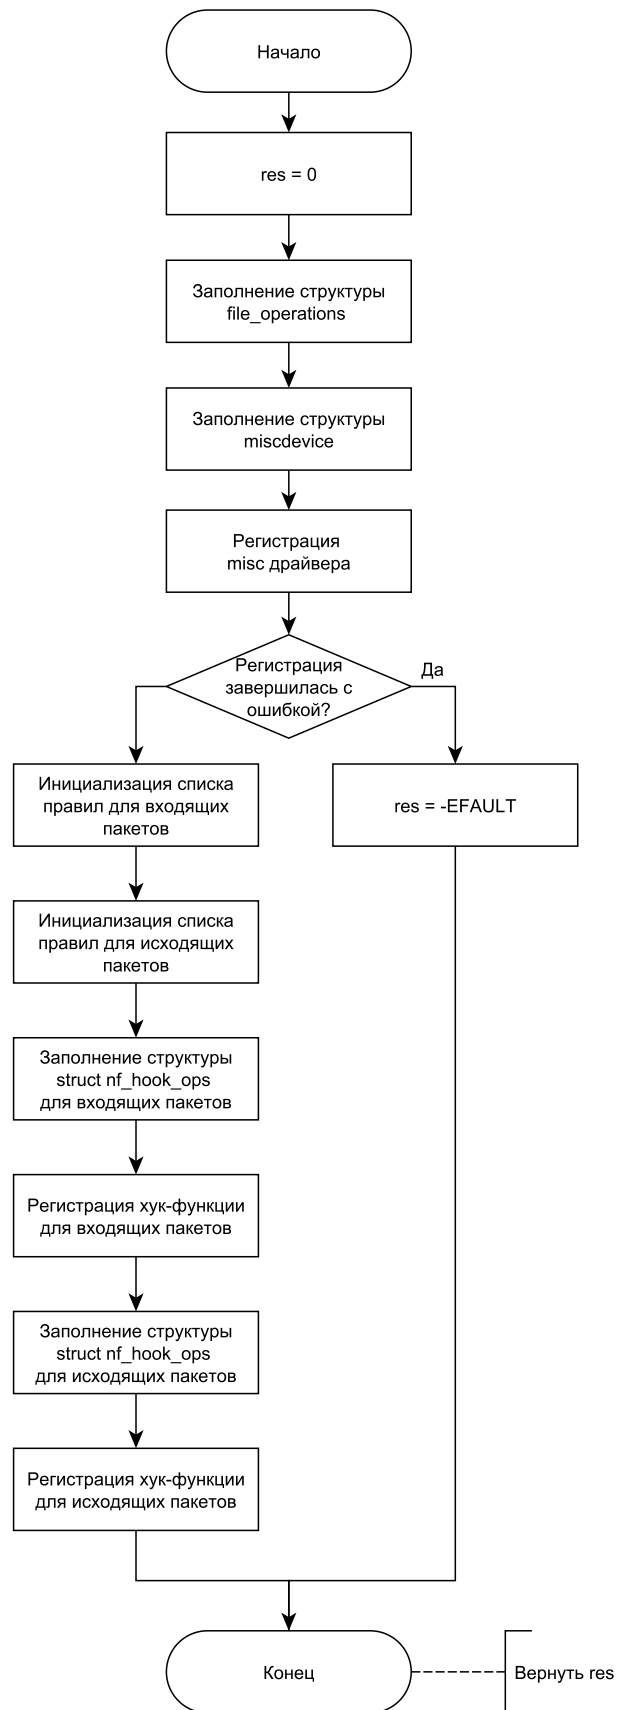 Начало
res = 0
Заполнение структуры
file_operations
Заполнение структуры
miscdevice
Регистрация
misc драйвера
Регистрация
завершилась с
ошибкой?
Да
Инициализация списка
правил для входящих
пакетов
res = -EFAULT
Инициализация списка
правил для исходящих
пакетов
Заполнение структуры
struct nf_hook_ops
для входящих пакетов
Регистрация хук-функции
для входящих пакетов
Заполнение структуры
struct nf_hook_ops
для исходящих пакетов
Регистрация хук-функции
для исходящих пакетов
Конец
Вернуть res